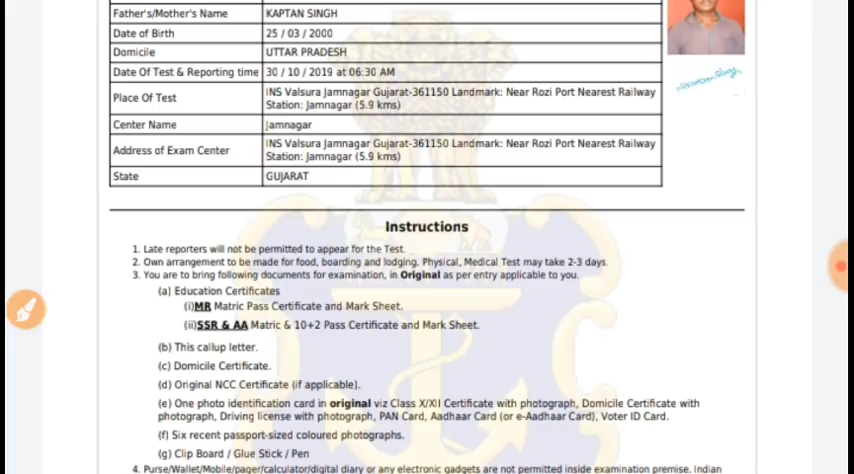 Father's/Mother's Name KAPTAN SINGH
Date of Birth 25 / 03 / 2000
Domicile UTTAR PRADESH
Date Of Test & Reporting time 30 / 10 / 2019 at 06:30 AM
Place Of Test INS Valsura Jamnagar Gujarat-361150 Landmark: Near Rozi Port Nearest Railway
Station: Jamnagar (5.9 kms)
Center Name Jamnagar
Address of Exam Center INS Valsura Jamnagar Gujarat-361150 Landmark: Near Rozi Port Nearest Railway
Station: Jamnagar (5.9 kms)
State GUJARAT
Instructions
1. Late reporters will not be permitted to appear for the Test
2. Own arrangement to be made for food, boarding and lodging. Physical, Medical Test may take 2-3 days.
3. You are to bring following documents for examination, in Original as per entry applicable to you.
(a) Education Certificates
(i)MR Matric Pass Certificate and Mark Sheet.
(ii)SSR & AA Matric & 10+2 Pass Certificate and Mark Sheet.
(b) This callup letter.
(c) Domicile Certificate.
(d) Original NCC Certificate (if applicable).
(e) One photo identification card in original viz Class X/XII Certificate with photograph, Domicile Certificate with
photograph, Driving license with photograph, PAN Card, Aadhaar Card (or e-Aadhaar Card), Voter ID Card.
(f) Six recent passport-sized coloured photographs.
(g) Clip Board / Glue Stick / Pen
4. Purse/Wallet/Mobile/pager/calculator/digital diary or any electronic gadgets are not permitted inside examination premise. Indian